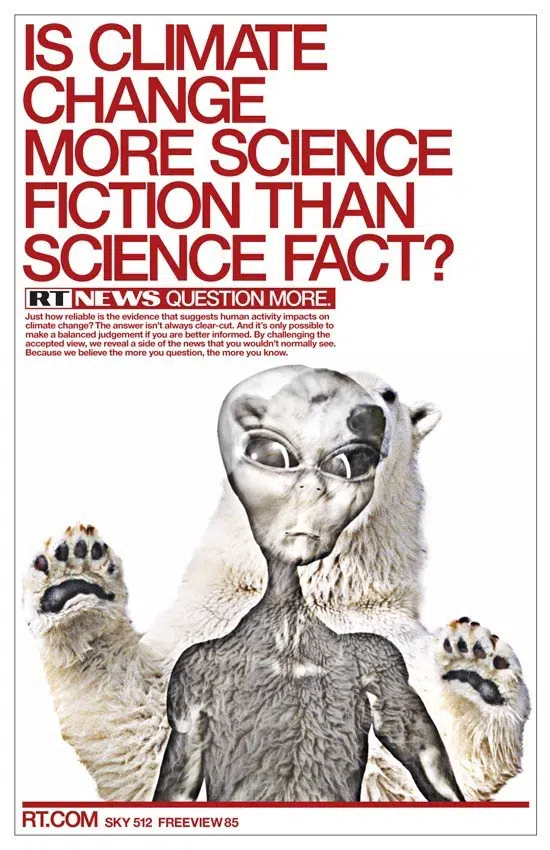 IS CLIMATE
CHANGE
MORE SCIENCE
FICTION THAN
SCIENCE FACT?
RT NEWS QUESTION MORE.
Just how reliable is the evidence that suggests human activity impacts on
climate change? The answer isn't always clear-cut. And it's only possible to
make a balanced judgement if you are better informed. By challenging the
accepted view, we reveal a side of the news that you wouldn't normally see.
Because we believe the more you question, the more you know.
RT.COM SKY 512 FREEVIEW 85